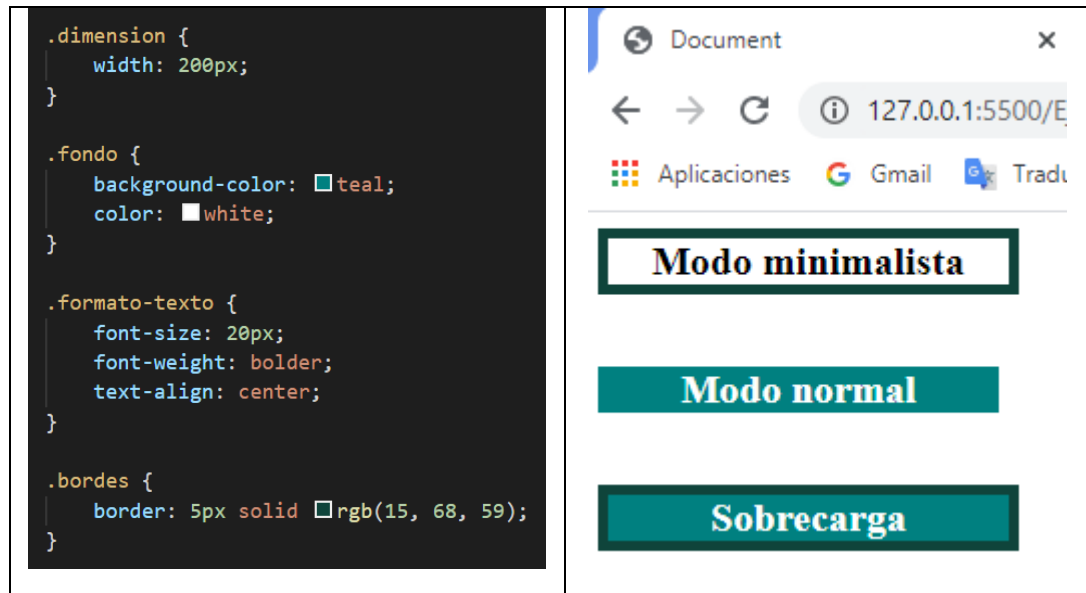 .dimension {
width: 200px;
}
.fondo {
background-color: teal;
color: white;
}
.formato-texto {
font-size: 20px;
font-weight: bolder;
text-align: center;
}
.bordes {
border: 5px solid rgb(15, 68, 59);
}
Document
127.0.0.1:5500/Ej
Aplicaciones G Gmail G Tradu
Modo minimalista
Modo normal
Sobrecarga